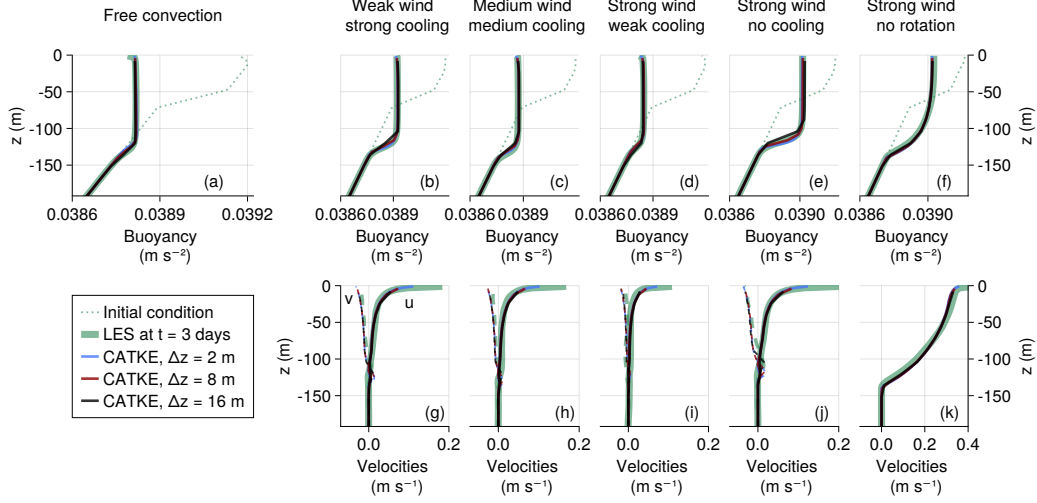 Free convection
Weak wind
strong cooling
Medium wind
medium cooling
Strong wind
weak cooling
Strong wind
no cooling
Strong wind
no rotation
z (m)
0
-50
-100
-150
(a)
(b)
(c)
(d)
(e)
(f)
0
-50
-100
-150
z (m)
0.0386 0.0389 0.0392
0.0386 0.0389
0.0386 0.0389
0.0386 0.0389
0.0386 0.0390
0.0386 0.0390
Buoyancy
(m s⁻²)
Buoyancy
(m s⁻²)
Buoyancy
(m s⁻²)
Buoyancy
(m s⁻²)
Buoyancy
(m s⁻²)
Buoyancy
(m s⁻²)
Initial condition
LES at t = 3 days
CATKE, Δz = 2 m
CATKE, Δz = 8 m
CATKE, Δz = 16 m
z (m)
0
-50
-100
-150
v
u
(g)
(h)
(i)
(j)
(k)
0
-50
-100
-150
z (m)
0.0 0.2
0.0 0.2
0.0 0.2
0.0 0.2
0.0 0.2 0.4
Velocities
(m s⁻¹)
Velocities
(m s⁻¹)
Velocities
(m s⁻¹)
Velocities
(m s⁻¹)
Velocities
(m s⁻¹)